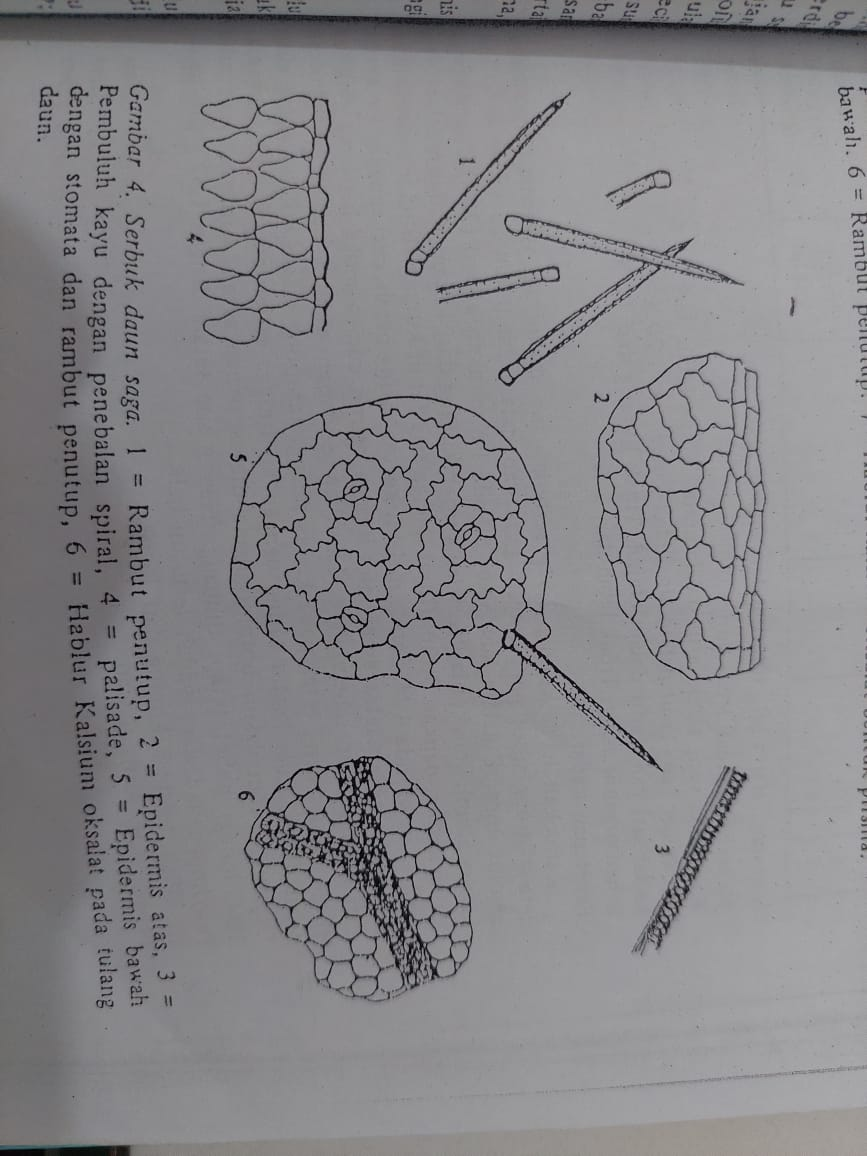 bawah. 6 = Rambut penutup.
1
2
3
4
5
6
Gambar 4. Serbuk daun saga. 1 = Rambut penutup, 2 = Epidermis atas, 3 =
Pembuluh kayu dengan penebalan spiral, 4 = palisade, 5 = Epidermis bawah
dengan stomata dan rambut penutup, 6 = Hablur Kalsium oksalat pada tulang
daun.